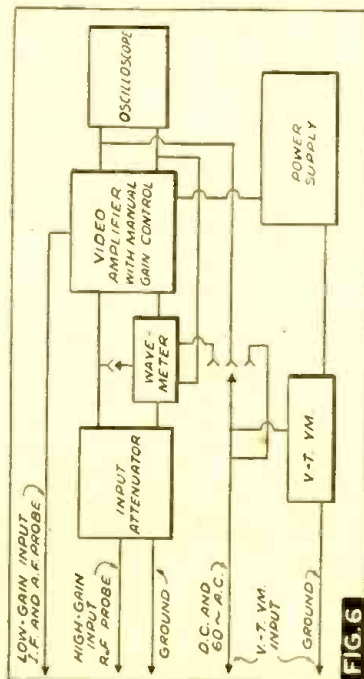 LOW-GAIN INPUT
I.F. AND A.F. PROBE
HIGH-GAIN
INPUT
R-F PROBE
GROUND
D.C. AND
60 ~ A.C.
V.-T. VM.
INPUT
GROUND
INPUT
ATTENUATOR
WAVE-
METER
VIDEO
AMPLIFIER
WITH MANUAL
GAIN CONTROL
OSCILLOSCOPE
V.-T. VM.
POWER
SUPPLY
FIG. 6